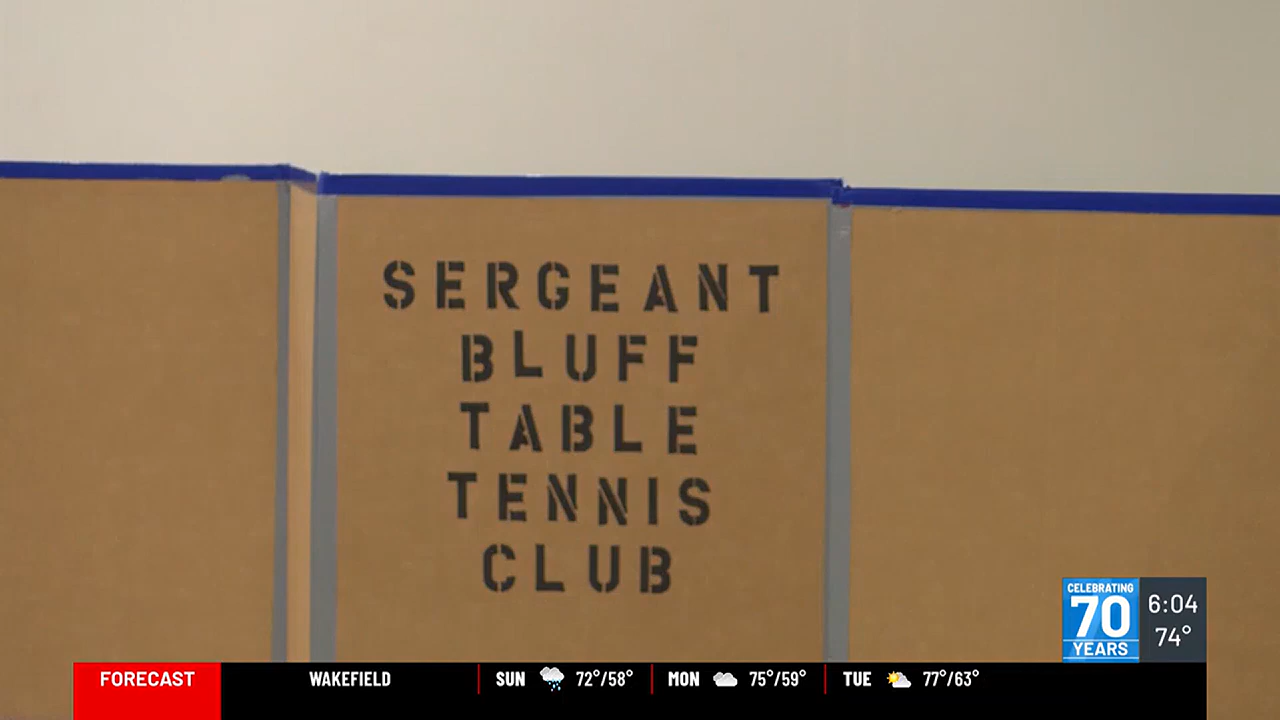 SERGEANT
BLUFF
TABLE
TENNIS
CLUB
CELEBRATING
70
YEARS
6:04
74°
FORECAST WAKEFIELD SUN 72°/58° MON 75°/59° TUE 77°/63°